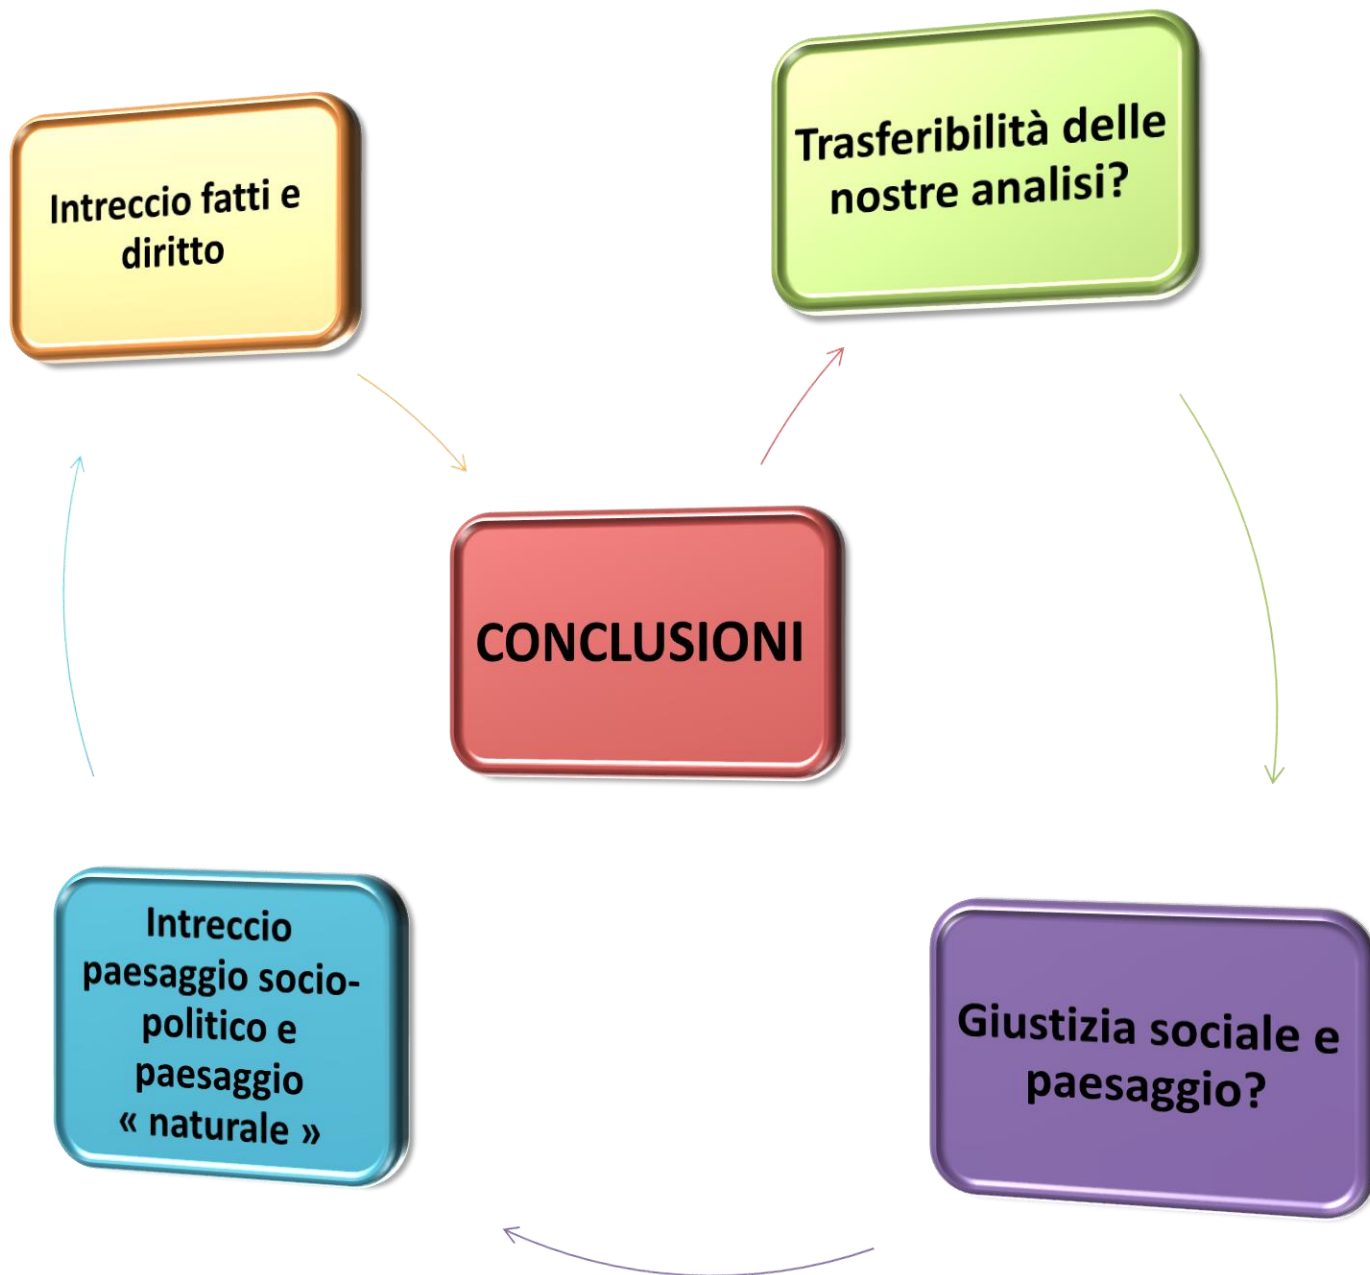 Intreccio fatti e
diritto
Trasferibilità delle
nostre analisi?
CONCLUSIONI
Intreccio
paesaggio socio-
politico e
paesaggio
« naturale »
Giustizia sociale e
paesaggio?